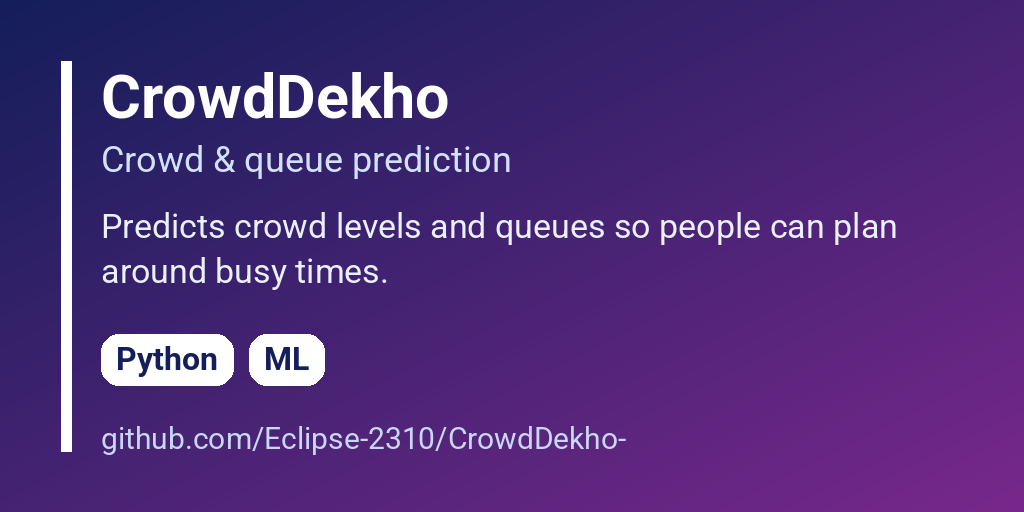 CrowdDekho
Crowd & queue prediction
Predicts crowd levels and queues so people can plan
around busy times.
Python ML
github.com/Eclipse-2310/CrowdDekho-